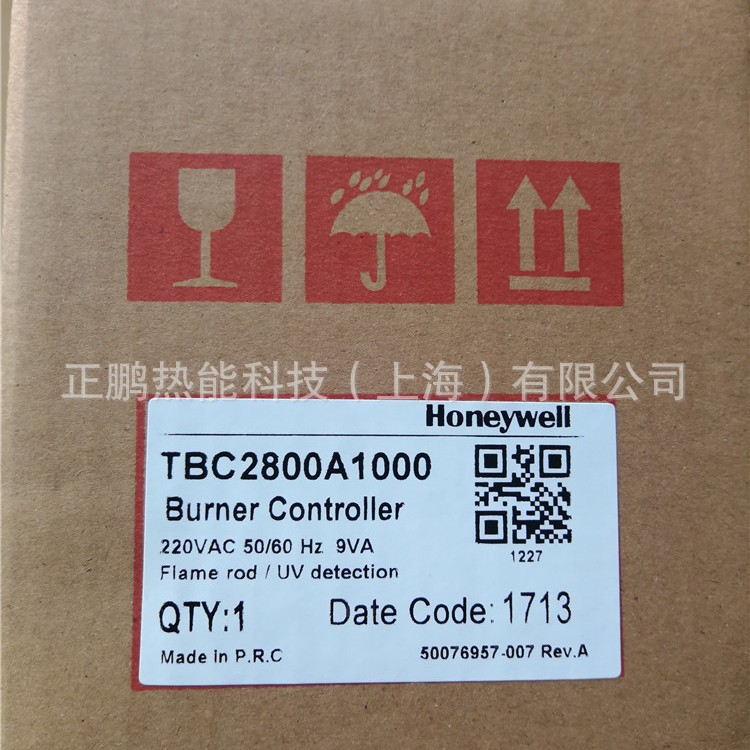 正鹏热能科技（上海）有限公司
Honeywell
TBC2800A1000
Burner Controller
220VAC 50/60 Hz 9VA
1227
Flame rod / UV detection
QTY:1 Date Code: 1713
Made in P.R.C 50076957-007 Rev.A